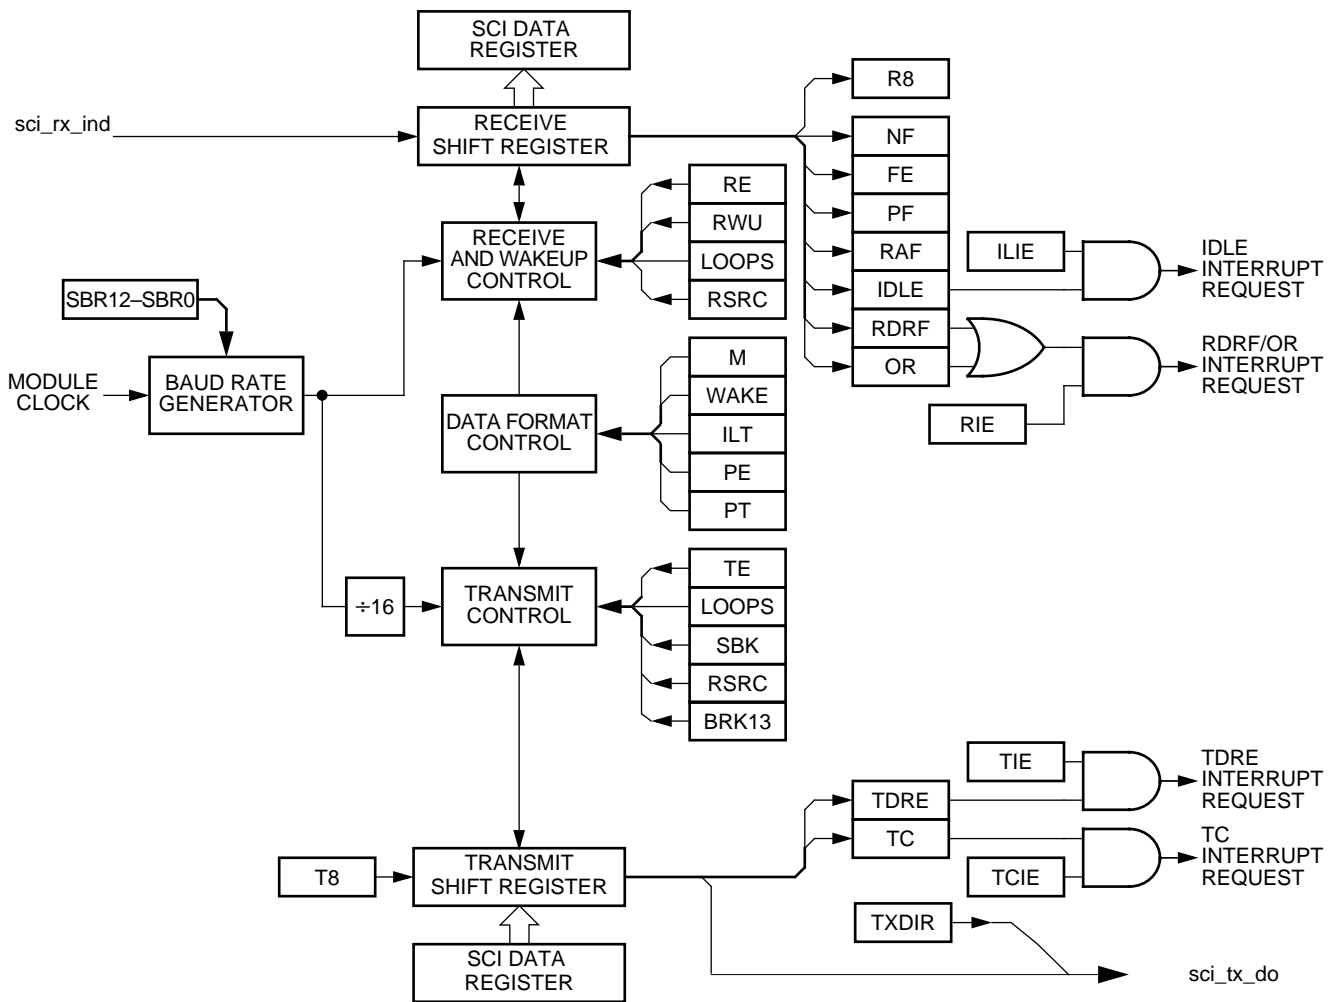 SCI DATA
REGISTER
sci_rx_ind
RECEIVE
SHIFT REGISTER
R8
NF
FE
PF
RAF
IDLE
RDRF
OR
RE
RWU
LOOPS
RSRC
RECEIVE
AND WAKEUP
CONTROL
ILIE
IDLE
INTERRUPT
REQUEST
RDRF/OR
INTERRUPT
REQUEST
RIE
SBR12–SBR0
MODULE
CLOCK
BAUD RATE
GENERATOR
DATA FORMAT
CONTROL
M
WAKE
ILT
PE
PT
÷16
TRANSMIT
CONTROL
TE
LOOPS
SBK
RSRC
BRK13
TIE
TDRE
INTERRUPT
REQUEST
TDRE
TC
TC
INTERRUPT
REQUEST
TCIE
T8
TRANSMIT
SHIFT REGISTER
TXDIR
SCI DATA
REGISTER
sci_tx_do